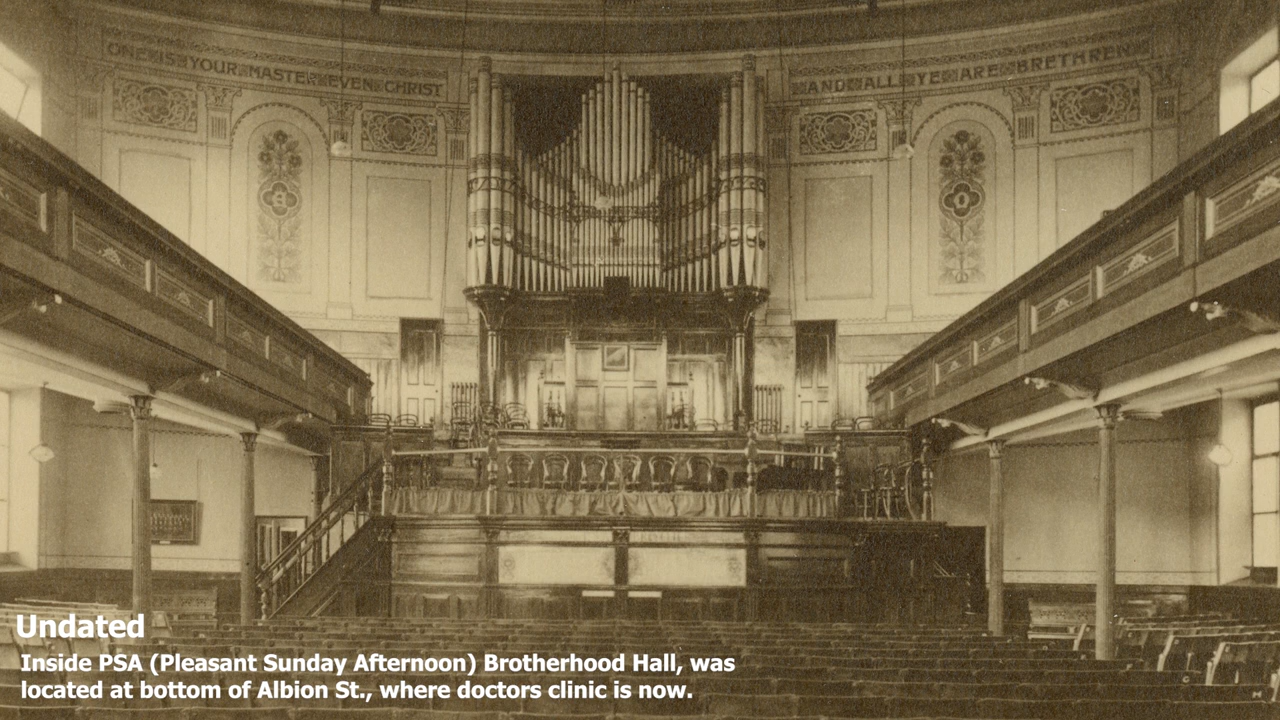 ONE IS YOUR MASTER EVEN CHRIST
AND ALL YE ARE BRETHREN
Undated
Inside PSA (Pleasant Sunday Afternoon) Brotherhood Hall, was
located at bottom of Albion St., where doctors clinic is now.